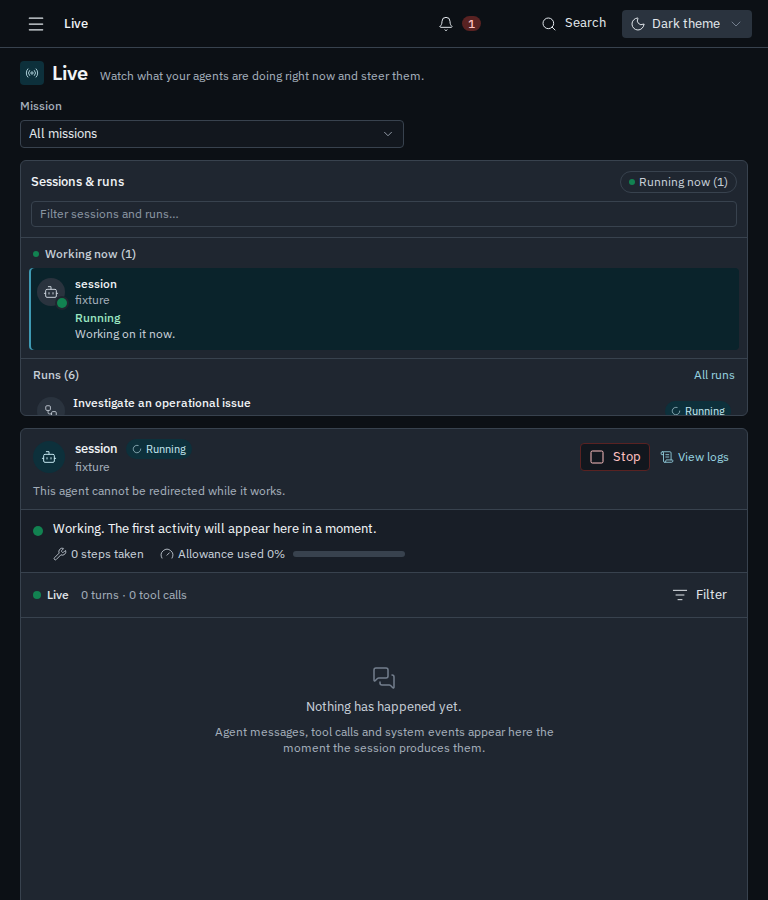 Live
1
Search
Dark theme
Live
Watch what your agents are doing right now and steer them.
Mission
All missions
Sessions & runs
Running now (1)
Filter sessions and runs...
Working now (1)
session
fixture
Running
Working on it now.
Runs (6)
All runs
Investigate an operational issue
Running
session
Running
fixture
Stop
View logs
This agent cannot be redirected while it works.
Working. The first activity will appear here in a moment.
0 steps taken
Allowance used 0%
Live
0 turns · 0 tool calls
Filter
Nothing has happened yet.
Agent messages, tool calls and system events appear here the
moment the session produces them.